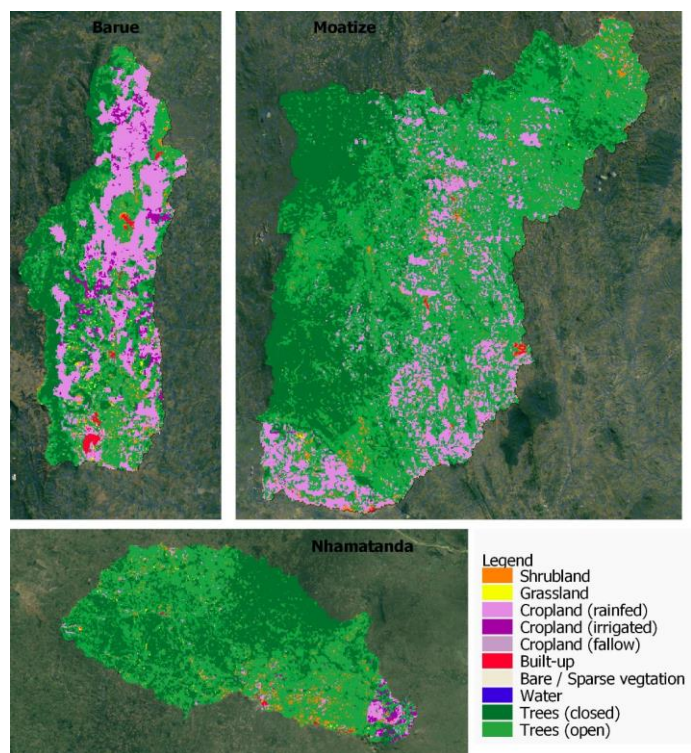 Barue
Moatize
Nhamatanda
Legend
Shrubland
Grassland
Cropland (rainfed)
Cropland (irrigated)
Cropland (fallow)
Built-up
Bare / Sparse vegtation
Water
Trees (closed)
Trees (open)